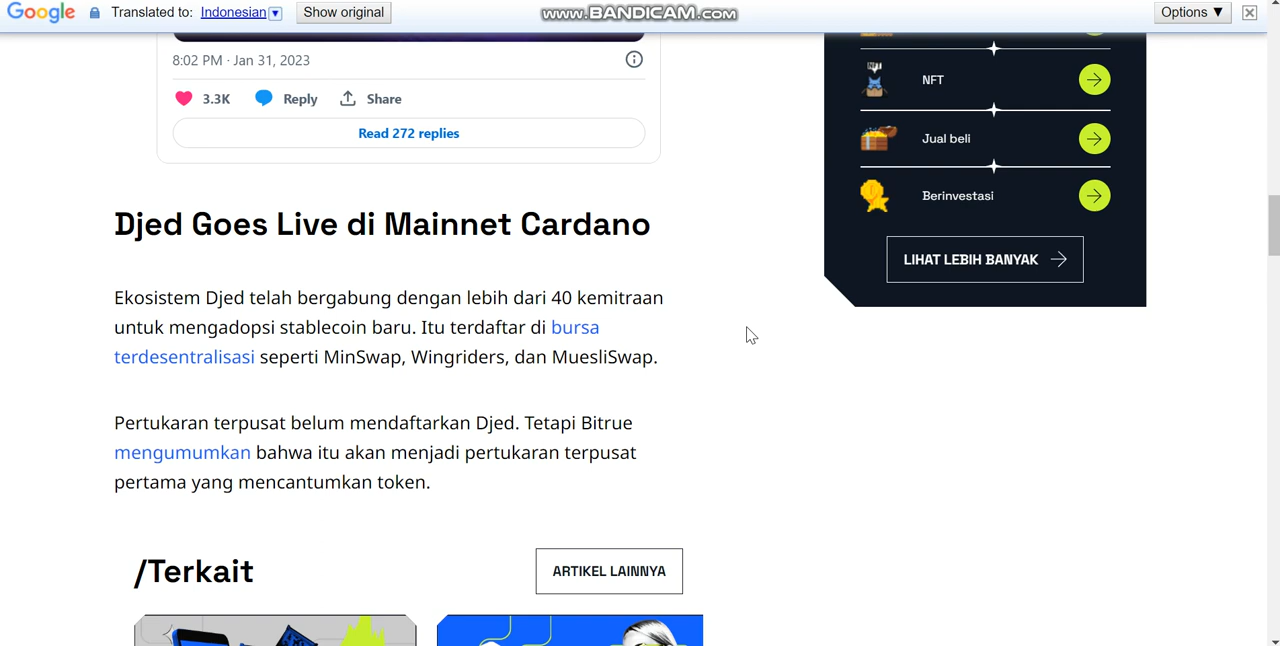 Google Translated to: Indonesian Show original www.BANDICAM.com Options ▼
8:02 PM · Jan 31, 2023
3.3K Reply Share
Read 272 replies
Djed Goes Live di Mainnet Cardano
Ekosistem Djed telah bergabung dengan lebih dari 40 kemitraan
untuk mengadopsi stablecoin baru. Itu terdaftar di bursa
terdesentralisasi seperti MinSwap, Wingriders, dan MuesliSwap.
Pertukaran terpusat belum mendaftarkan Djed. Tetapi Bitrue
mengumumkan bahwa itu akan menjadi pertukaran terpusat
pertama yang mencantumkan token.
/Terkait
ARTIKEL LAINNYA
NFT
Jual beli
Berinvestasi
LIHAT LEBIH BANYAK